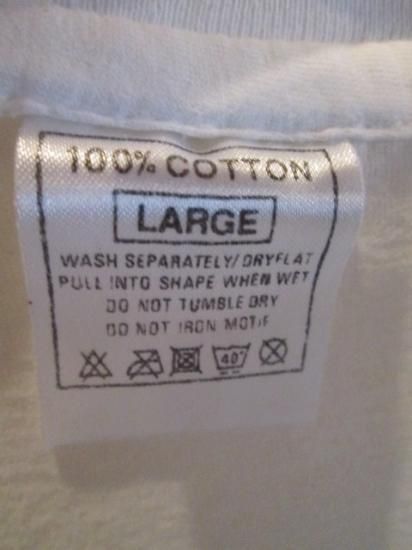 100% COTTON
LARGE
WASH SEPARATELY/DRYFLAT
PULL INTO SHAPE WHEN WET
DO NOT TUMBLE DRY
DO NOT IRON MOTIF
40°